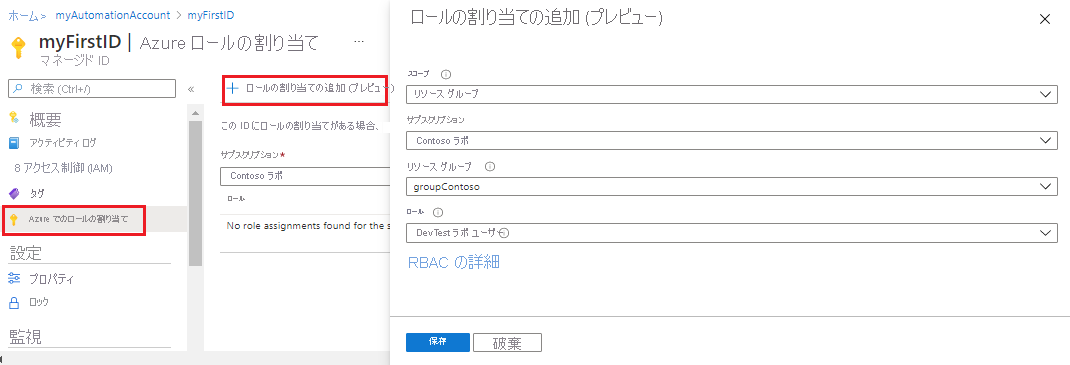 ホーム > myAutomationAccount > myFirstID
myFirstID | Azure ロールの割り当て ...
マネージド ID
検索 (Ctrl+/)
«
概要
アクティビティ ログ
8 アクセス制御 (IAM)
タグ
Azure でのロールの割り当て
設定
プロパティ
ロック
監視
+ ロールの割り当ての追加 (プレビュー)
この ID にロールの割り当てがある場合、
サブスクリプション*
Contoso ラボ
ロール
No role assignments found for the s
ロールの割り当ての追加 (プレビュー)
スコープ
リソース グループ
サブスクリプション
Contoso ラボ
リソース グループ
groupContoso
ロール
DevTest ラボ ユーザー
RBAC の詳細
保存
破棄